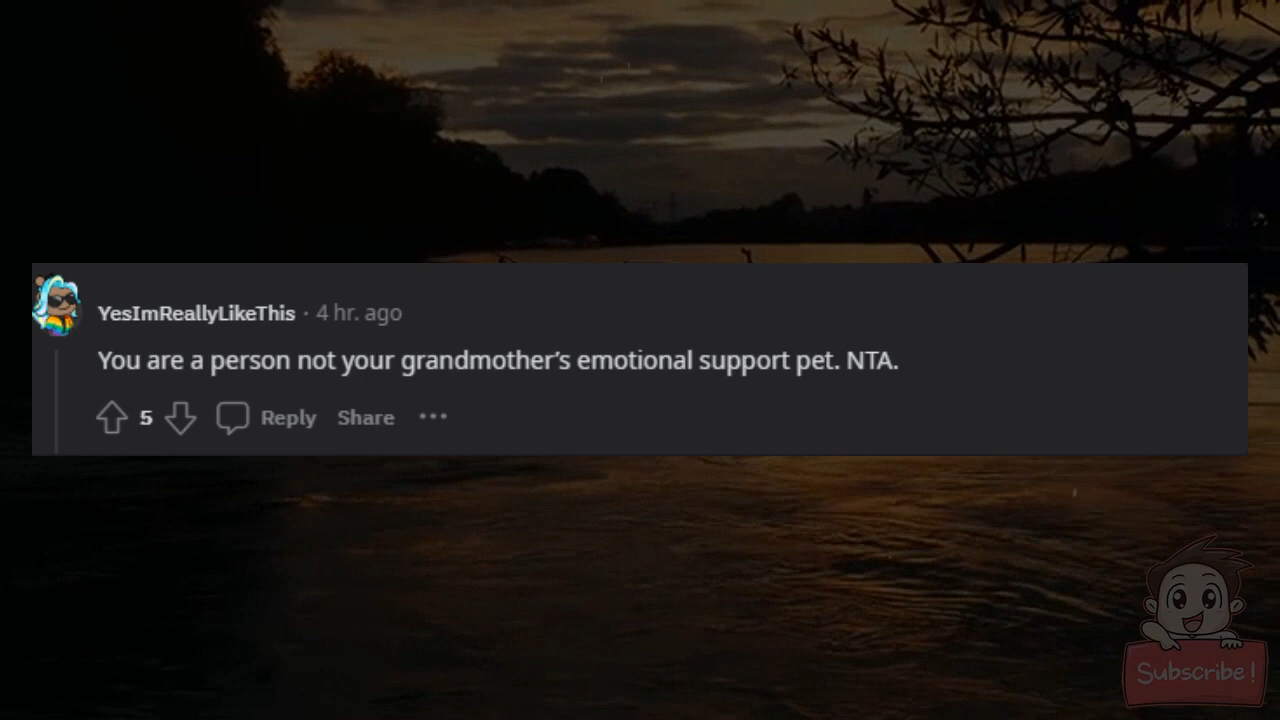 YesImReallyLikeThis · 4 hr. ago
You are a person not your grandmother’s emotional support pet. NTA.
5 Reply Share ···
Subscribe!